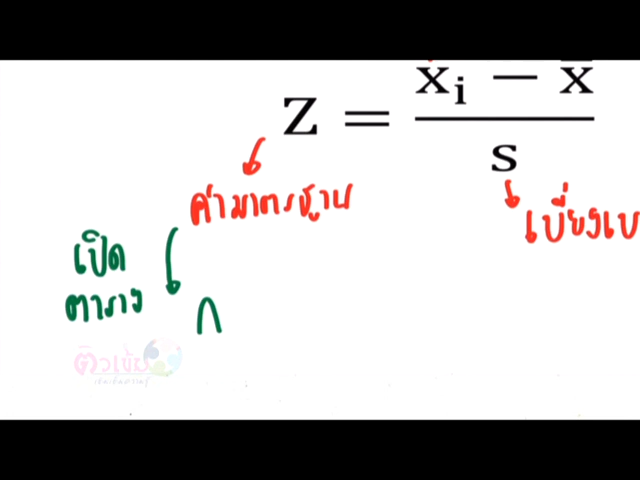 Z = (xᵢ − x̄) / s
ค่ามาตรฐาน
เบี่ยงเบ
เปิด
ตาราง
ก
ติวเข้ม